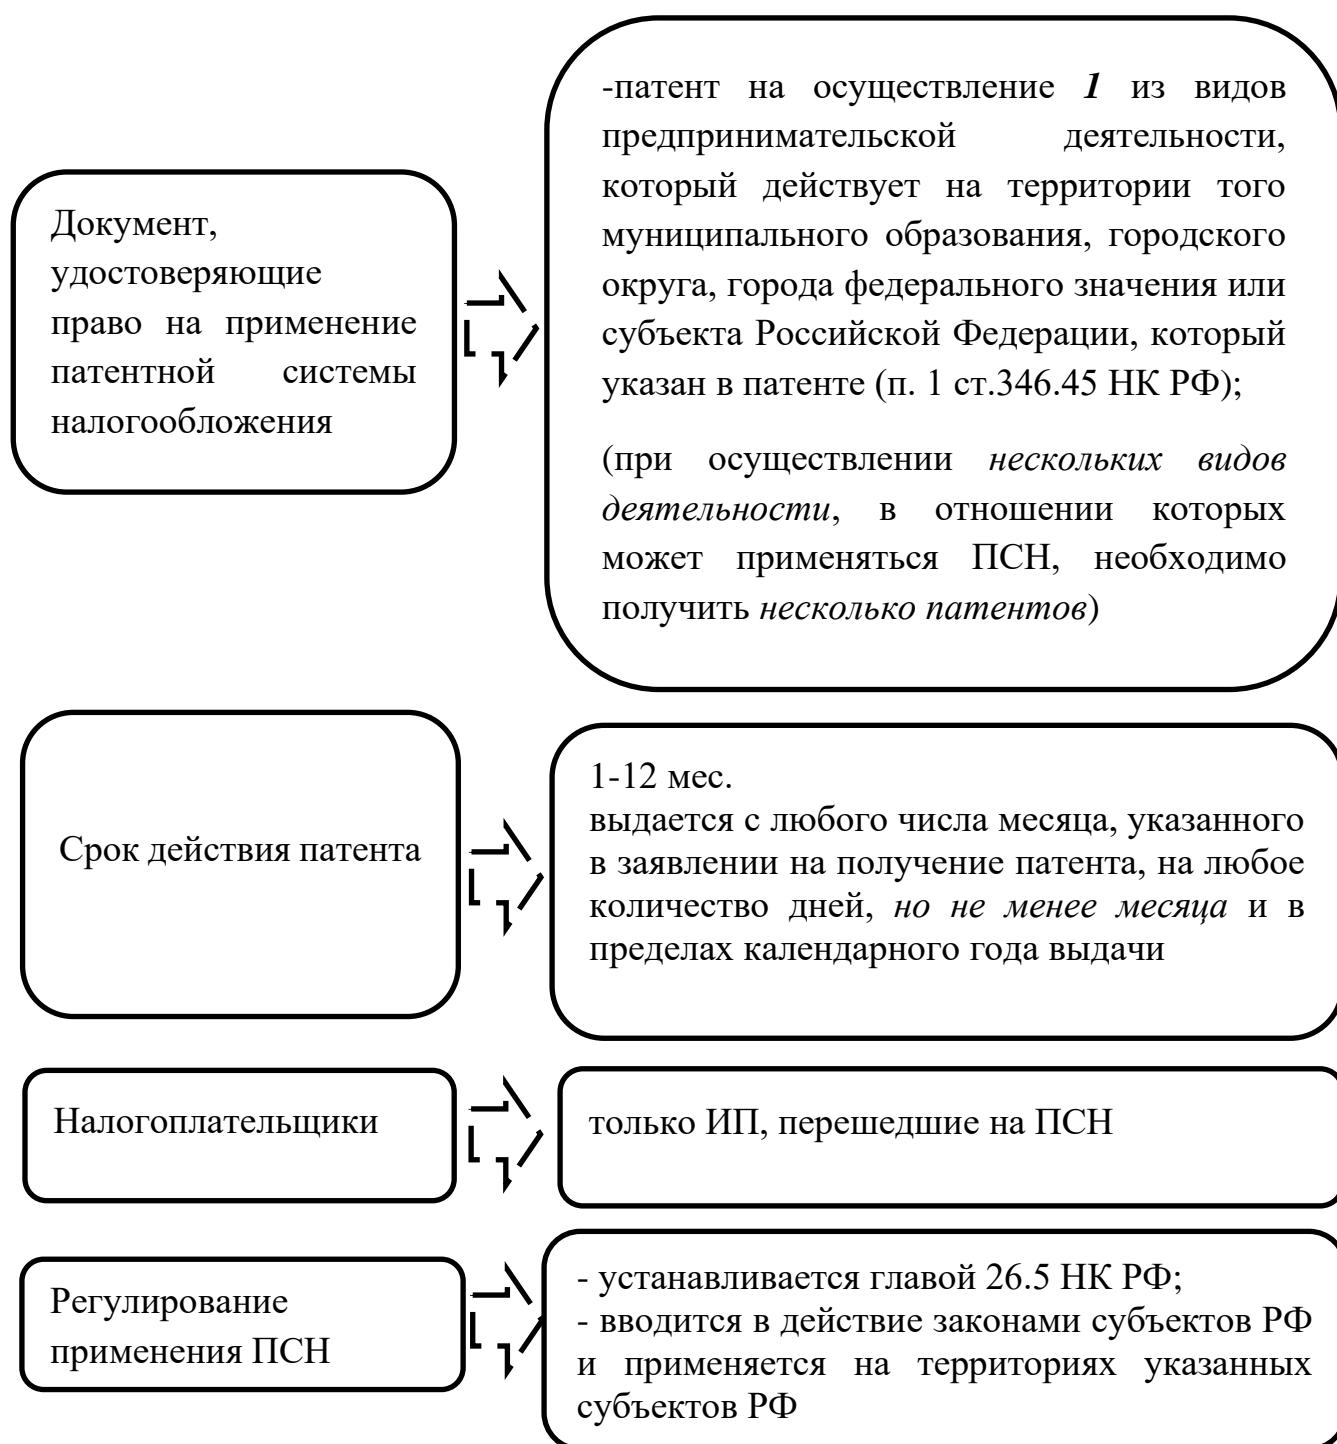 Документ,
удостоверяющие
право на применение
патентной системы
налогообложения
-патент на осуществление 1 из видов
предпринимательской деятельности,
который действует на территории того
муниципального образования, городского
округа, города федерального значения или
субъекта Российской Федерации, который
указан в патенте (п. 1 ст.346.45 НК РФ);
(при осуществлении нескольких видов
деятельности, в отношении которых
может применяться ПСН, необходимо
получить несколько патентов)
Срок действия патента
1-12 мес.
выдается с любого числа месяца, указанного
в заявлении на получение патента, на любое
количество дней, но не менее месяца и в
пределах календарного года выдачи
Налогоплательщики
только ИП, перешедшие на ПСН
Регулирование
применения ПСН
- устанавливается главой 26.5 НК РФ;
- вводится в действие законами субъектов РФ
и применяется на территориях указанных
субъектов РФ